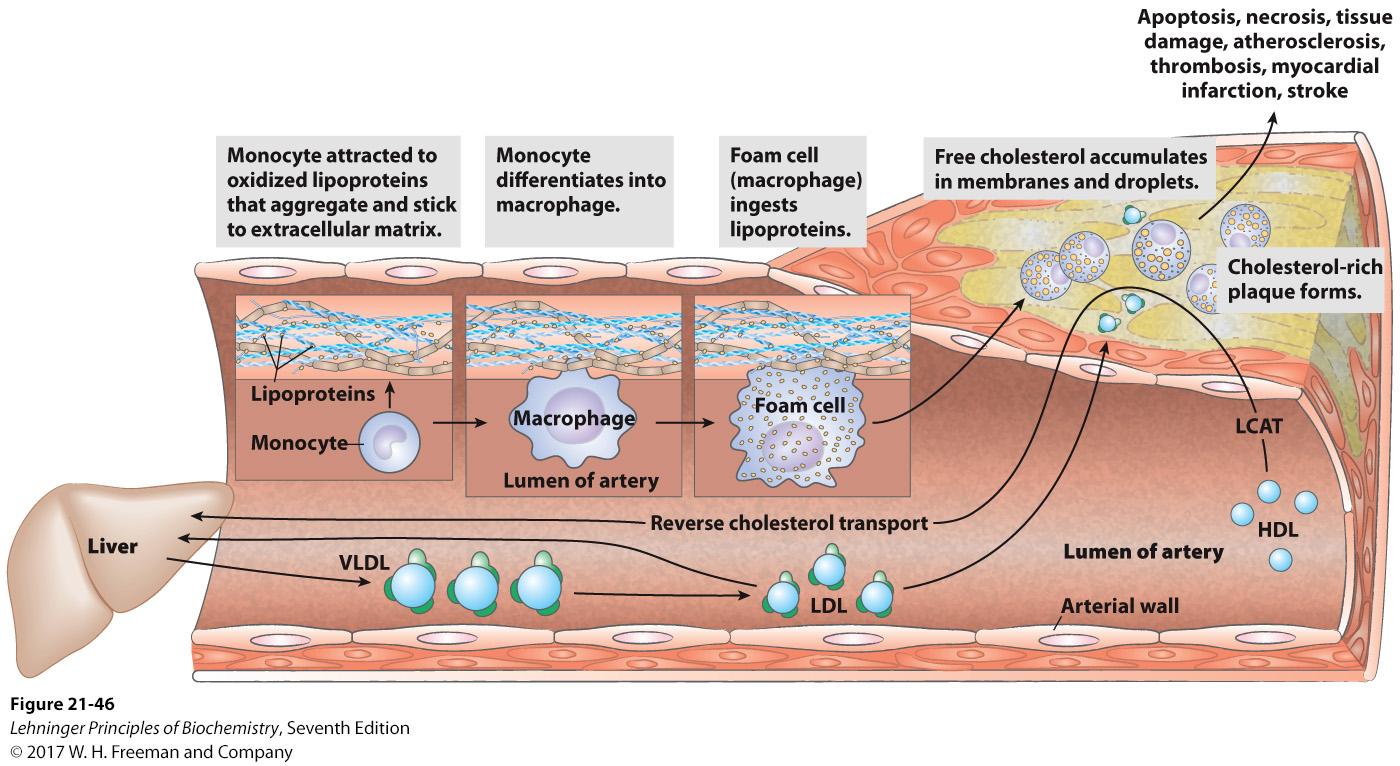 Apoptosis, necrosis, tissue
damage, atherosclerosis,
thrombosis, myocardial
infarction, stroke
Monocyte attracted to
oxidized lipoproteins
that aggregate and stick
to extracellular matrix.
Monocyte
differentiates into
macrophage.
Foam cell
(macrophage)
ingests
lipoproteins.
Free cholesterol accumulates
in membranes and droplets.
Cholesterol-rich
plaque forms.
Lipoproteins
Monocyte
Macrophage
Lumen of artery
Foam cell
LCAT
HDL
Reverse cholesterol transport
Liver
VLDL
LDL
Lumen of artery
Arterial wall
Figure 21-46
Lehninger Principles of Biochemistry, Seventh Edition
© 2017 W. H. Freeman and Company